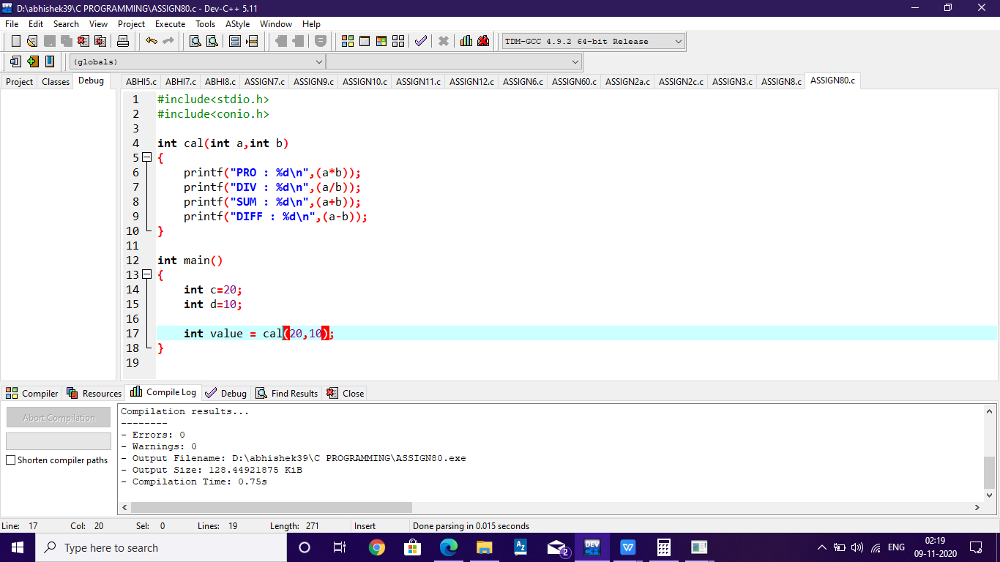 D:\abhishek39\C PROGRAMMING\ASSIGN80.c - Dev-C++ 5.11
File Edit Search View Project Execute Tools AStyle Window Help
TDM-GCC 4.9.2 64-bit Release
(globals)
Project Classes Debug
ABHI5.c ABHI7.c ABHI8.c ASSIGN7.c ASSIGN9.c ASSIGN10.c ASSIGN11.c ASSIGN12.c ASSIGN6.c ASSIGN60.c ASSIGN2a.c ASSIGN2c.c ASSIGN3.c ASSIGN8.c ASSIGN80.c
1 #include<stdio.h>
2 #include<conio.h>
3
4 int cal(int a,int b)
5 {
6 printf("PRO : %d\n",(a*b));
7 printf("DIV : %d\n",(a/b));
8 printf("SUM : %d\n",(a+b));
9 printf("DIFF : %d\n",(a-b));
10 }
11
12 int main()
13 {
14 int c=20;
15 int d=10;
16
17 int value = cal(20,10);
18 }
19
Compiler Resources Compile Log Debug Find Results Close
Abort Compilation
Shorten compiler paths
Compilation results...
--------
- Errors: 0
- Warnings: 0
- Output Filename: D:\abhishek39\C PROGRAMMING\ASSIGN80.exe
- Output Size: 128.44921875 KiB
- Compilation Time: 0.75s
Line: 17 Col: 20 Sel: 0 Lines: 19 Length: 271 Insert Done parsing in 0.015 seconds
Type here to search
2
DEV
W
ENG
02:19
09-11-2020